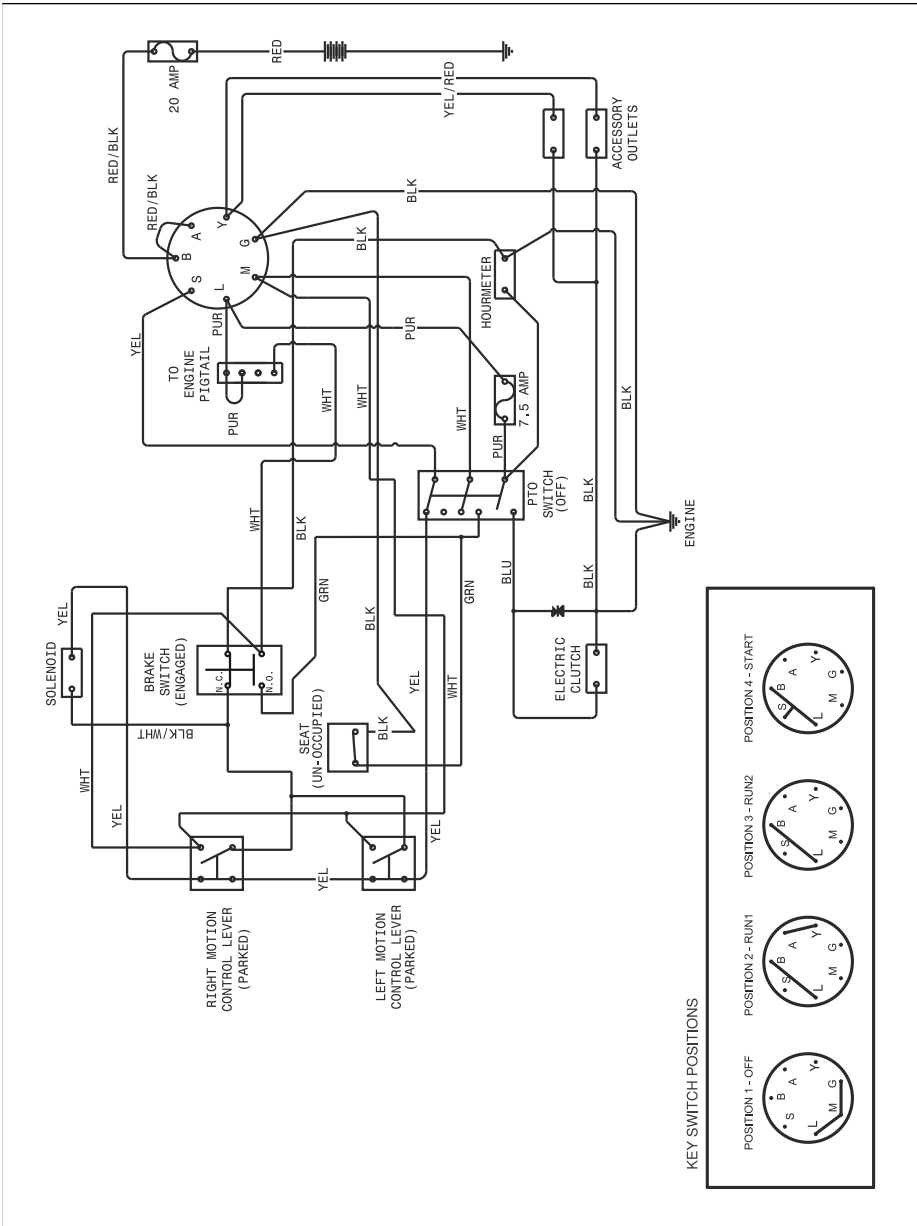 RED
20 AMP
RED/BLK
RED/BLK
YEL/RED
ACCESSORY
OUTLETS
BLK
BLK
B
A
Y
G
M
L
S
YEL
PUR
TO
ENGINE
PIGTAIL
PUR
WHT
WHT
PUR
HOURMETER
7.5 AMP
WHT
PUR
BLK
BLK
PTO
SWITCH
(OFF)
ENGINE
WHT
BLK
GRN
BLU
GRN
BLK
SOLENOID
YEL
BRAKE
SWITCH
(ENGAGED)
N.C.
N.O.
BLK
YEL
WHT
ELECTRIC
CLUTCH
BLK/WHT
SEAT
(UN-OCCUPIED)
BLK
WHT
YEL
YEL
YEL
RIGHT MOTION
CONTROL LEVER
(PARKED)
LEFT MOTION
CONTROL LEVER
(PARKED)
KEY SWITCH POSITIONS
POSITION 1 - OFF
S
B
A
Y
G
M
L
POSITION 2 - RUN1
S
B
A
Y
G
M
L
POSITION 3 - RUN2
S
B
A
Y
G
M
L
POSITION 4 - START
S
B
A
Y
G
M
L